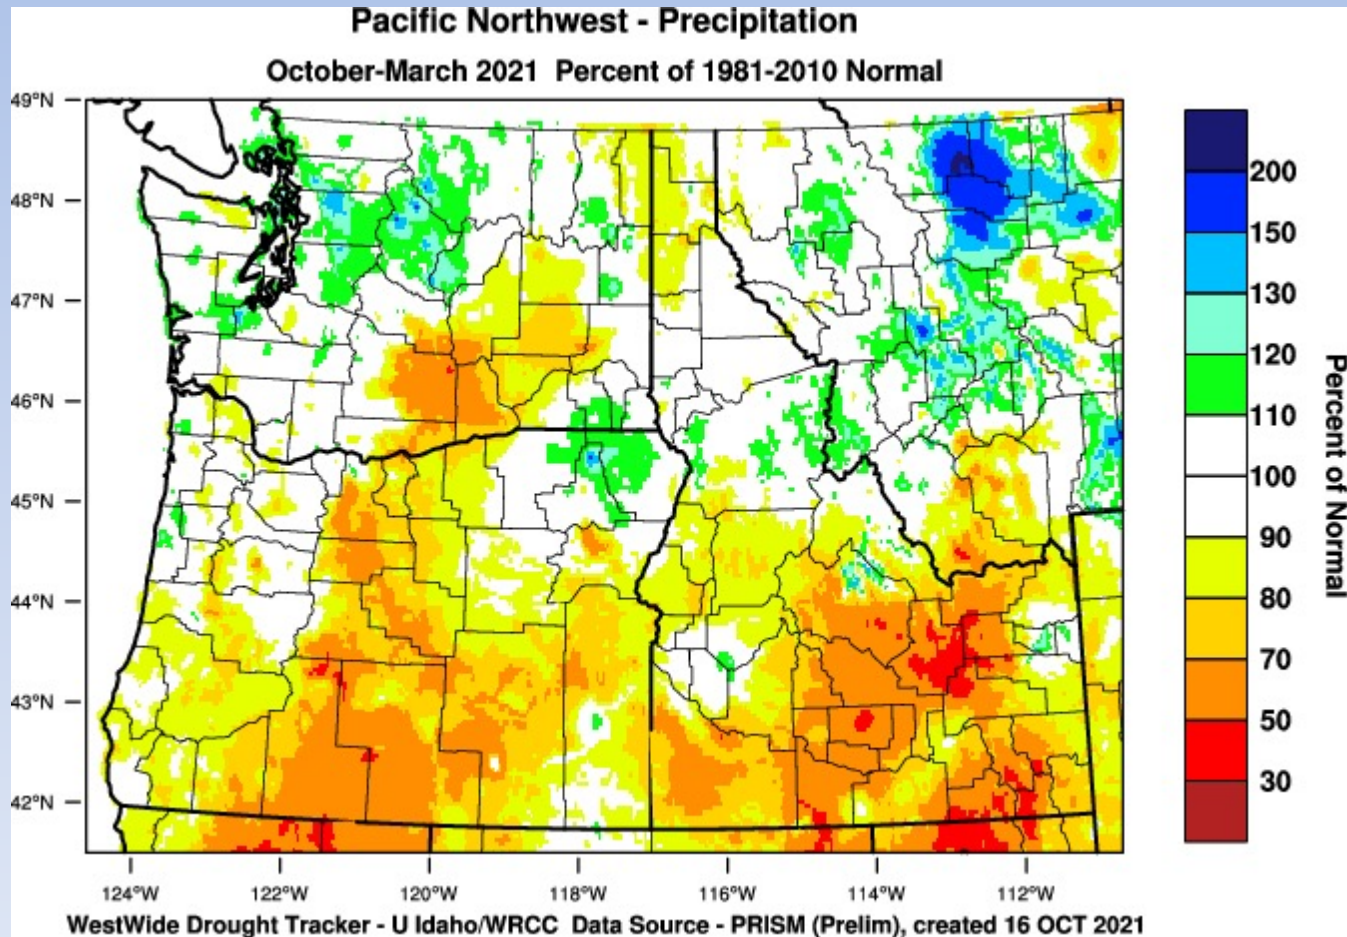 Pacific Northwest - Precipitation
October-March 2021 Percent of 1981-2010 Normal
49°N
48°N
47°N
46°N
45°N
44°N
43°N
42°N
124°W 122°W 120°W 118°W 116°W 114°W 112°W
200
150
130
120
110
100
90
80
70
50
30
Percent of Normal
WestWide Drought Tracker - U Idaho/WRCC Data Source - PRISM (Prelim), created 16 OCT 2021